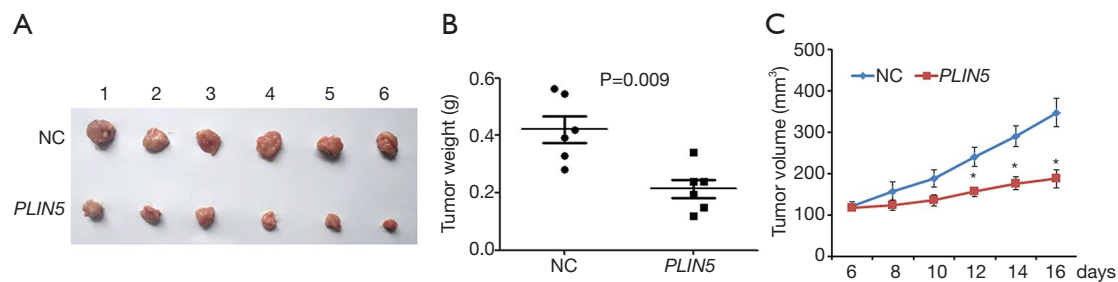 A
1 2 3 4 5 6
NC
PLIN5
B
Tumor weight (g)
0.6
0.4
0.2
0.0
P=0.009
NC PLIN5
C
Tumor volume (mm³)
500
400
300
200
100
0
NC PLIN5
* * *
6 8 10 12 14 16 days